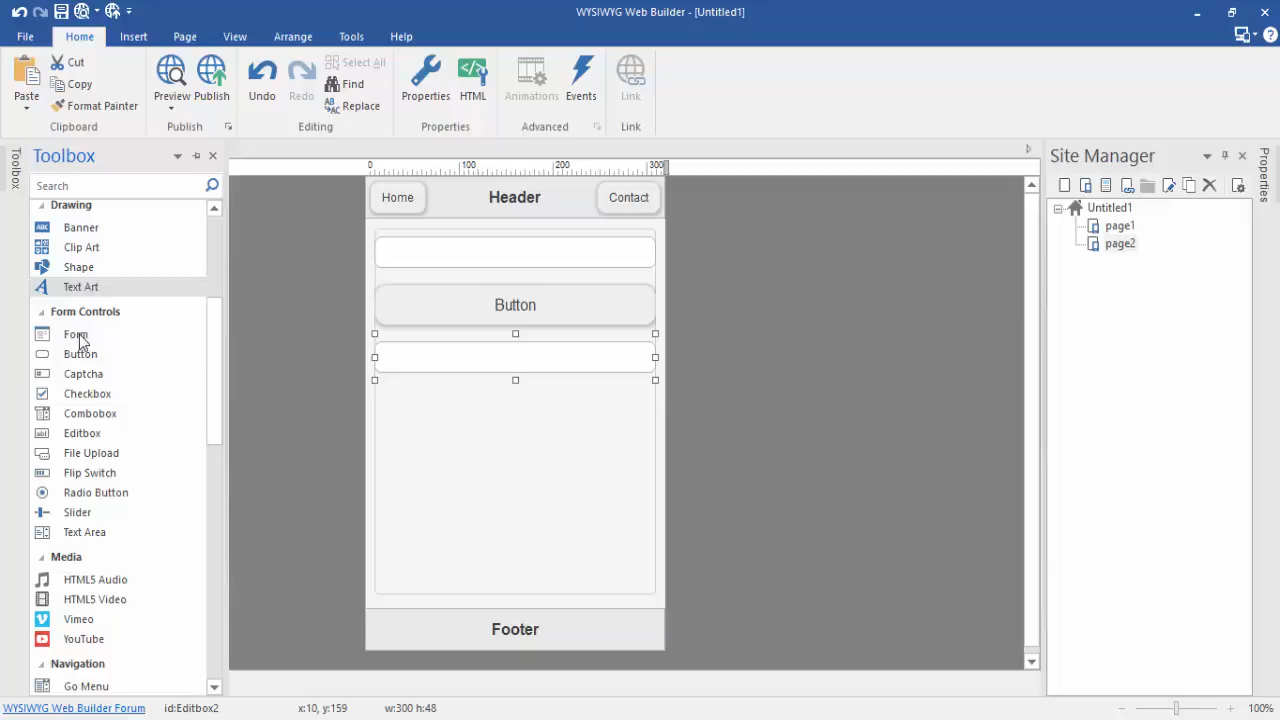 WYSIWYG Web Builder - [Untitled1]
File Home Insert Page View Arrange Tools Help
Paste
Cut
Copy
Format Painter
Clipboard
Preview Publish
Publish
Undo Redo
Select All
Find
Replace
Editing
Properties HTML
Properties
Animations Events
Advanced
Link
Link
Toolbox
Toolbox
Search
Drawing
ABC Banner
Clip Art
Shape
Text Art
Form Controls
Form
Button
Captcha
Checkbox
Combobox
Editbox
File Upload
Flip Switch
Radio Button
Slider
Text Area
Media
HTML5 Audio
HTML5 Video
Vimeo
YouTube
Navigation
Go Menu
0 100 200 300
Home Header Contact
Button
Footer
Site Manager
Untitled1
page1
page2
Properties
WYSIWYG Web Builder Forum id:Editbox2 x:10, y:159 w:300 h:48 100%